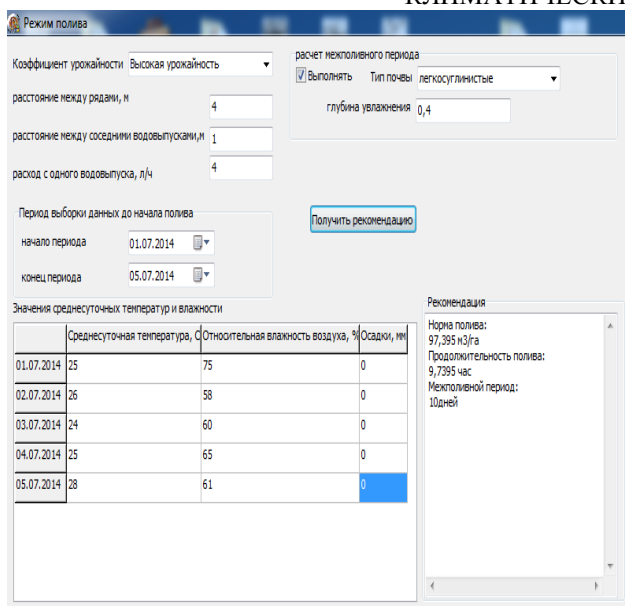 КЛИМАТИЧЕСКИ
Режим полива
Коэффициент урожайности Высокая урожайность
расстояние между рядами, м 4
расстояние между соседними водовыпусками,м 1
расход с одного водовыпуска, л/ч 4
расчет межполивного периода
Выполнять Тип почвы легкосуглинистые
глубина увлажнения 0,4
Период выборки данных до начала полива
начало периода 01.07.2014
конец периода 05.07.2014
Получить рекомендацию
Значения среднесуточных температур и влажности
Среднесуточная температура, С Относительная влажность воздуха, % Осадки, мм
01.07.2014 25 75 0
02.07.2014 26 58 0
03.07.2014 24 60 0
04.07.2014 25 65 0
05.07.2014 28 61 0
Рекомендация
Норма полива:
97,395 м3/га
Продолжительность полива:
9,7395 час
Межполивной период:
10дней